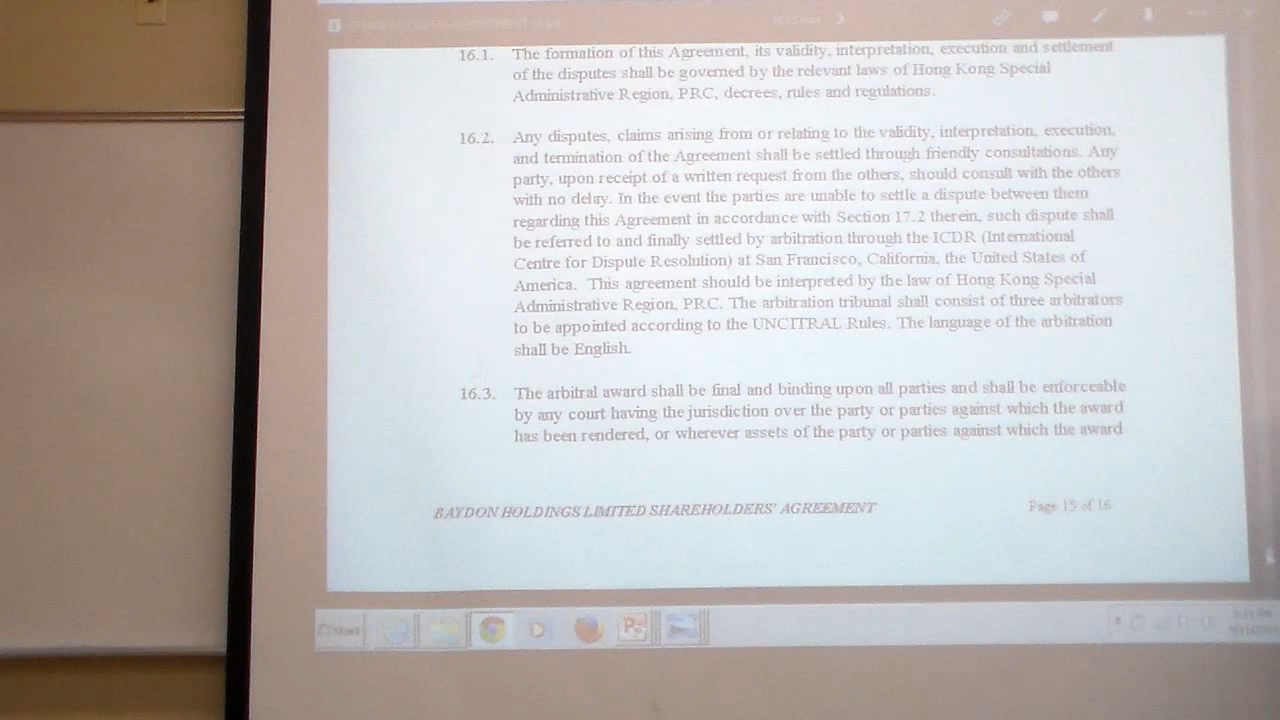 16.1. The formation of this Agreement, its validity, interpretation, execution and settlement
of the disputes shall be governed by the relevant laws of Hong Kong Special
Administrative Region, PRC, decrees, rules and regulations.
16.2. Any disputes, claims arising from or relating to the validity, interpretation, execution,
and termination of the Agreement shall be settled through friendly consultations. Any
party, upon receipt of a written request from the others, should consult with the others
with no delay. In the event the parties are unable to settle a dispute between them
regarding this Agreement in accordance with Section 17.2 therein, such dispute shall
be referred to and finally settled by arbitration through the ICDR (International
Centre for Dispute Resolution) at San Francisco, California, the United States of
America. This agreement should be interpreted by the law of Hong Kong Special
Administrative Region, PRC. The arbitration tribunal shall consist of three arbitrators
to be appointed according to the UNCITRAL Rules. The language of the arbitration
shall be English.
16.3. The arbitral award shall be final and binding upon all parties and shall be enforceable
by any court having the jurisdiction over the party or parties against which the award
has been rendered, or wherever assets of the party or parties against which the award
BAYDON HOLDINGS LIMITED SHAREHOLDERS' AGREEMENT Page 15 of 16
Start